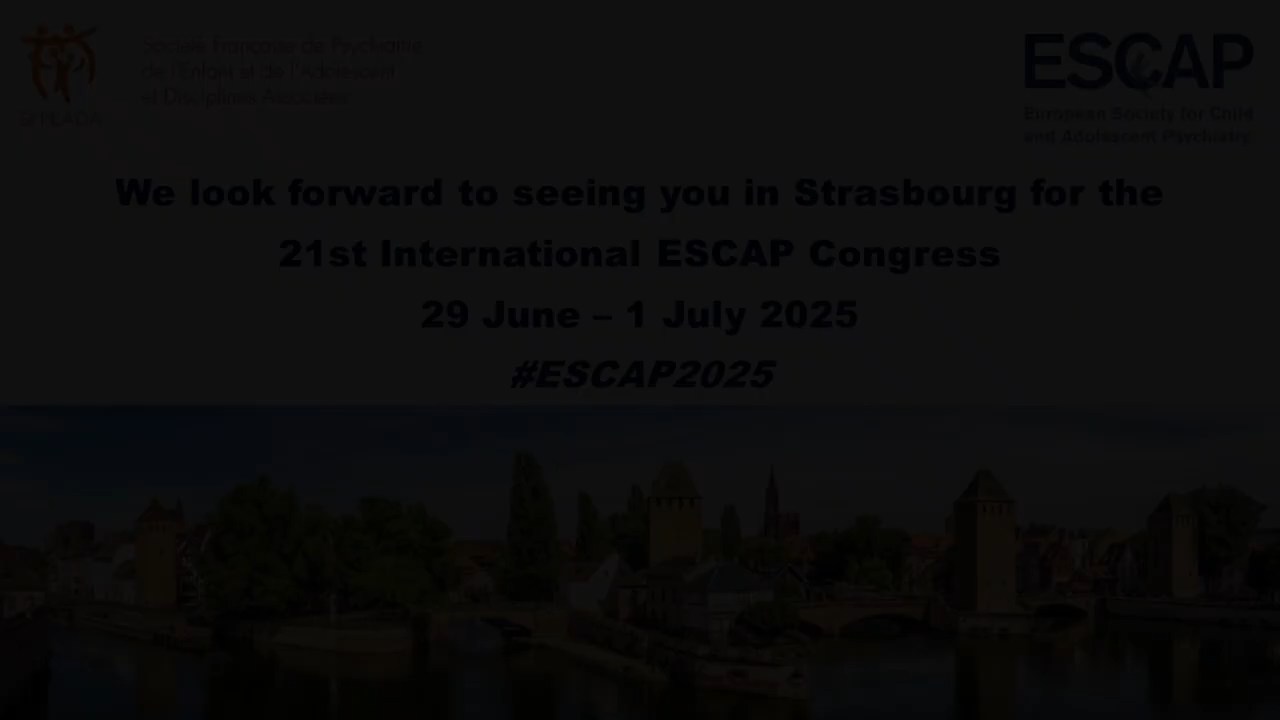 Société Française de Psychiatrie
de l'Enfant et de l'Adolescent
et Disciplines Associées
SFPEADA
ESCAP
European Society for Child
and Adolescent Psychiatry
We look forward to seeing you in Strasbourg for the
21st International ESCAP Congress
29 June – 1 July 2025
#ESCAP2025